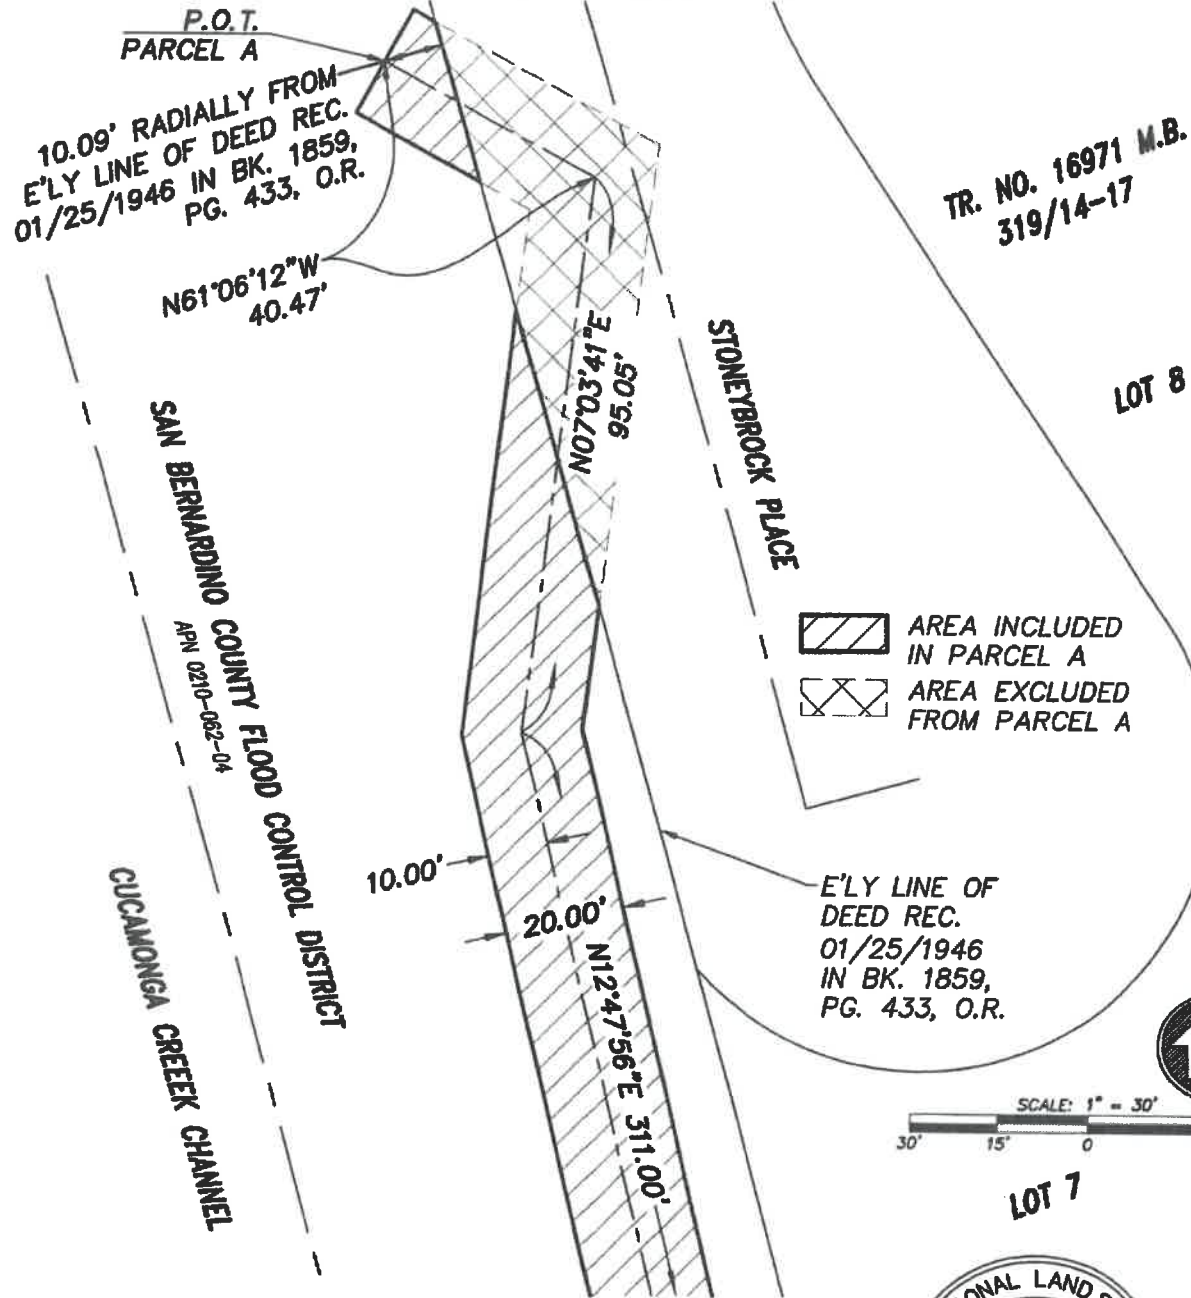 P.O.T.
PARCEL A
10.09' RADIALLY FROM
E'LY LINE OF DEED REC.
01/25/1946 IN BK. 1859,
PG. 433, O.R.
N61°06'12"W
40.47'
TR. NO. 16971 M.B.
319/14-17
LOT 8
N07°03'41"E
95.05'
STONEYBROCK PLACE
SAN BERNARDINO COUNTY FLOOD CONTROL DISTRICT
APN 0210-062-04
AREA INCLUDED
IN PARCEL A
AREA EXCLUDED
FROM PARCEL A
CUCAMONGA CREEEK CHANNEL
10.00'
20.00'
N12°47'56"E 311.00'
E'LY LINE OF
DEED REC.
01/25/1946
IN BK. 1859,
PG. 433, O.R.
SCALE: 1" = 30'
30' 15' 0
LOT 7
ONAL LAND